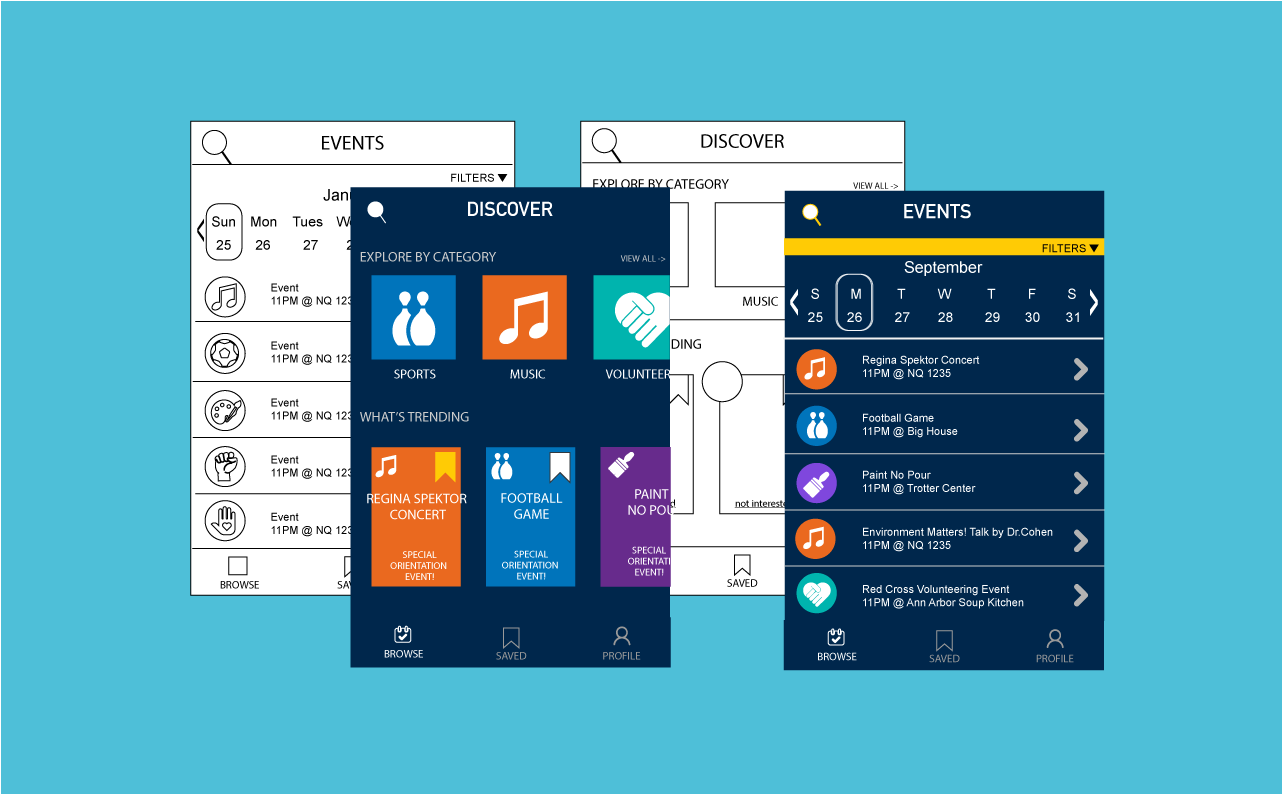 EVENTS
FILTERS ▼
Sun Mon Tues
25 26 27
Event
11PM @ NQ 123
Event
11PM @ NQ 123
Event
11PM @ NQ 123
Event
11PM @ NQ 123
Event
11PM @ NQ 123
BROWSE
DISCOVER
EXPLORE BY CATEGORY
VIEW ALL ->
SPORTS MUSIC VOLUNTEER
WHAT'S TRENDING
REGINA SPEKTOR
CONCERT
SPECIAL
ORIENTATION
EVENT!
FOOTBALL
GAME
SPECIAL
ORIENTATION
EVENT!
PAINT
NO POU
SPECIAL
ORIENTATI
EVENT!
BROWSE SAVED PROFILE
DISCOVER
EXPLORE BY CATEGORY
VIEW ALL ->
MUSIC
DING
not intereste
SAVED
EVENTS
FILTERS ▼
September
S M T W T F S
25 26 27 28 29 30 31
Regina Spektor Concert
11PM @ NQ 1235
Football Game
11PM @ Big House
Paint No Pour
11PM @ Trotter Center
Environment Matters! Talk by Dr.Cohen
11PM @ NQ 1235
Red Cross Volunteering Event
11PM @ Ann Arbor Soup Kitchen
BROWSE SAVED PROFILE